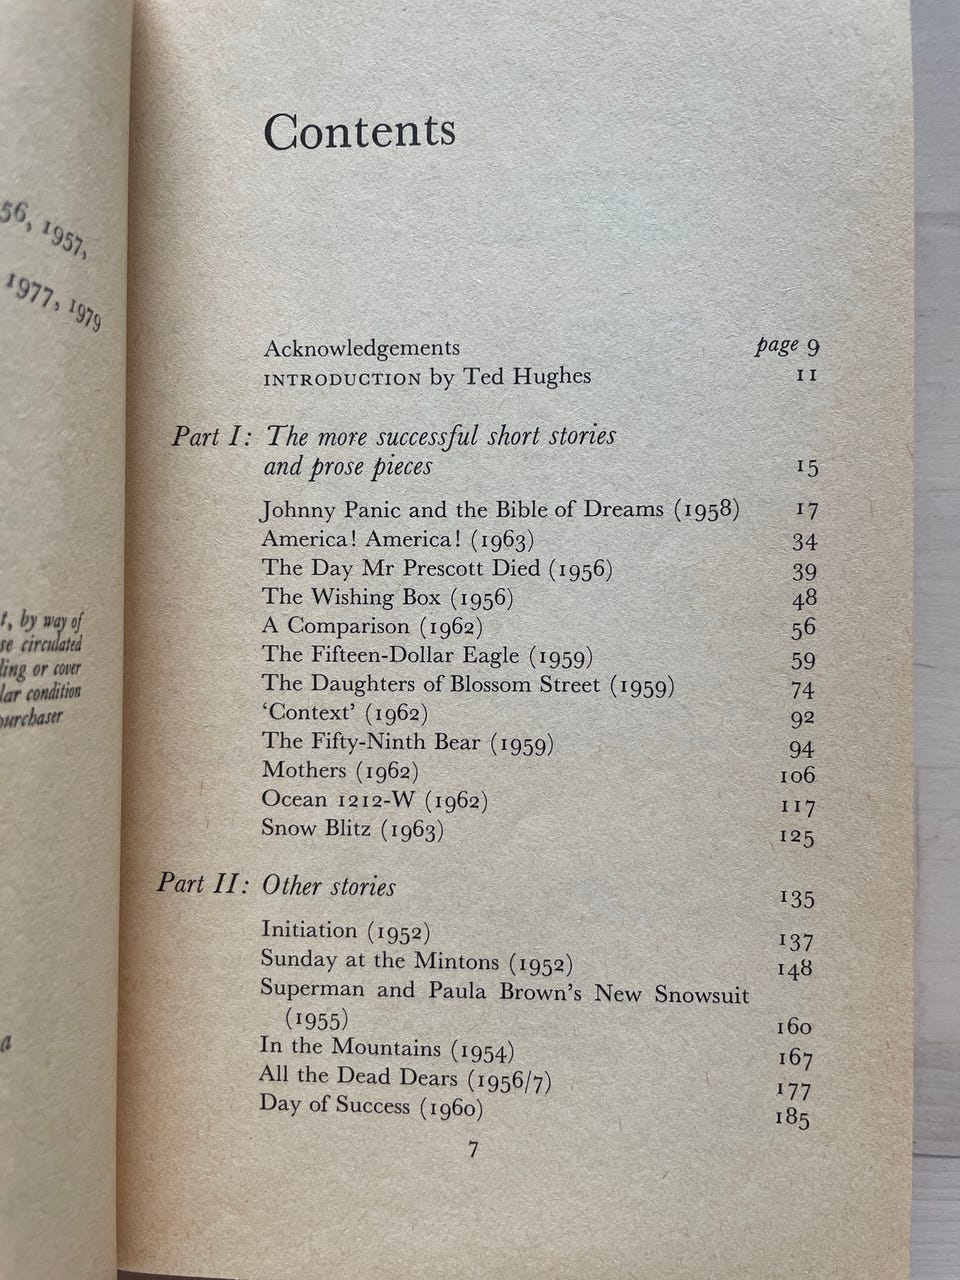 56, 1957,
1977, 1979
t, by way of
se circulated
ling or cover
lar condition
purchaser
a
Contents
Acknowledgements page 9
INTRODUCTION by Ted Hughes 11
Part I: The more successful short stories
and prose pieces 15
Johnny Panic and the Bible of Dreams (1958) 17
America! America! (1963) 34
The Day Mr Prescott Died (1956) 39
The Wishing Box (1956) 48
A Comparison (1962) 56
The Fifteen-Dollar Eagle (1959) 59
The Daughters of Blossom Street (1959) 74
‘Context’ (1962) 92
The Fifty-Ninth Bear (1959) 94
Mothers (1962) 106
Ocean 1212-W (1962) 117
Snow Blitz (1963) 125
Part II: Other stories 135
Initiation (1952) 137
Sunday at the Mintons (1952) 148
Superman and Paula Brown’s New Snowsuit
(1955) 160
In the Mountains (1954) 167
All the Dead Dears (1956/7) 177
Day of Success (1960) 185
7